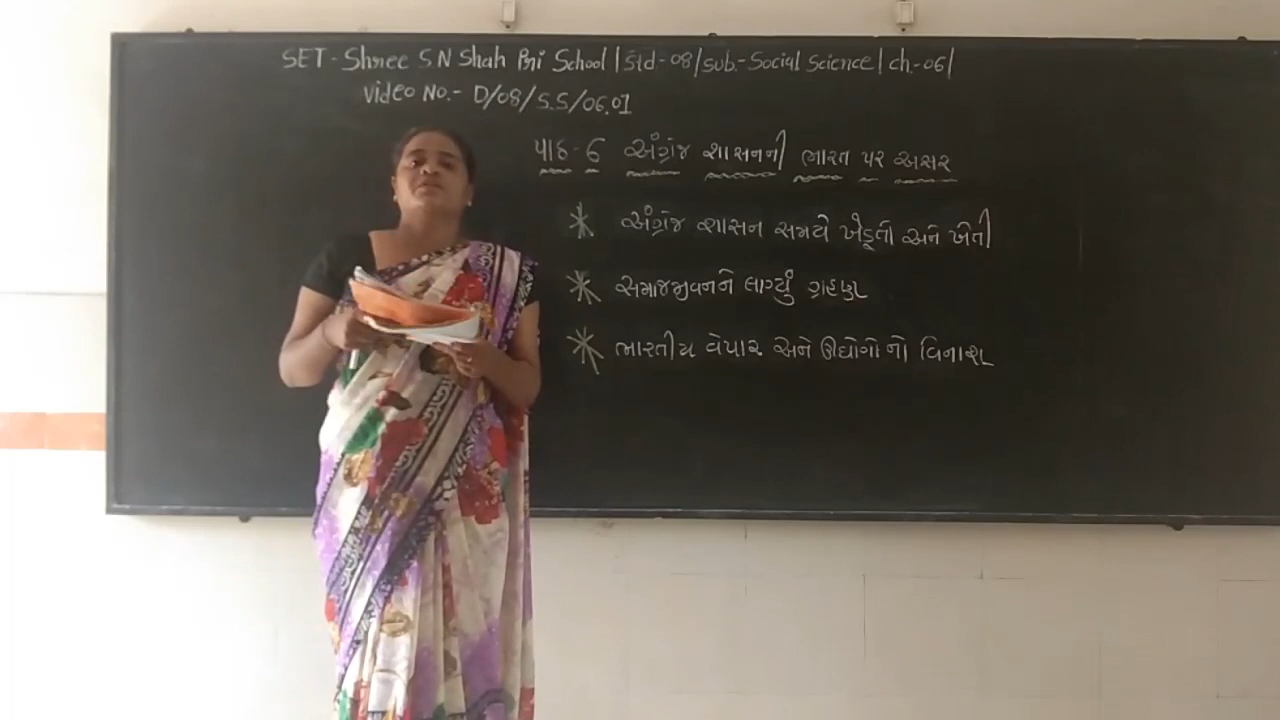 SET - Shree S N Shah Pri School | Std - 08 / Sub.- Social Science | ch.-06 |
Video No.- D/08/S.S/06.01
પાઠ - 6 અંગ્રેજ શાસનની ભારત પર અસર
અંગ્રેજ શાસન સમયે ખેડૂતો અને ખેતી
સમાજજીવનને લાગ્યું ગ્રહણ
ભારતીય વેપાર અને ઊદ્યોગોનો વિનાશ